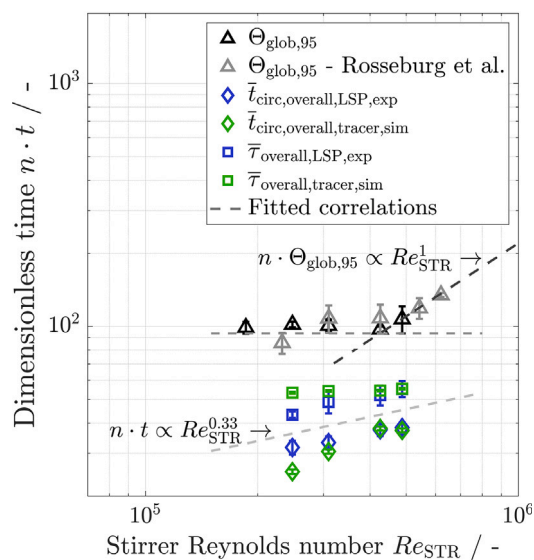 Dimensionless time n · t / -
10³
10²
Θglob,95
Θglob,95 - Rosseburg et al.
t̄circ,overall,LSP,exp
t̄circ,overall,tracer,sim
τ̄overall,LSP,exp
τ̄overall,tracer,sim
Fitted correlations
n · Θglob,95 ∝ Re¹STR →
n · t ∝ Re⁰·³³STR →
10⁵
10⁶
Stirrer Reynolds number ReSTR / -